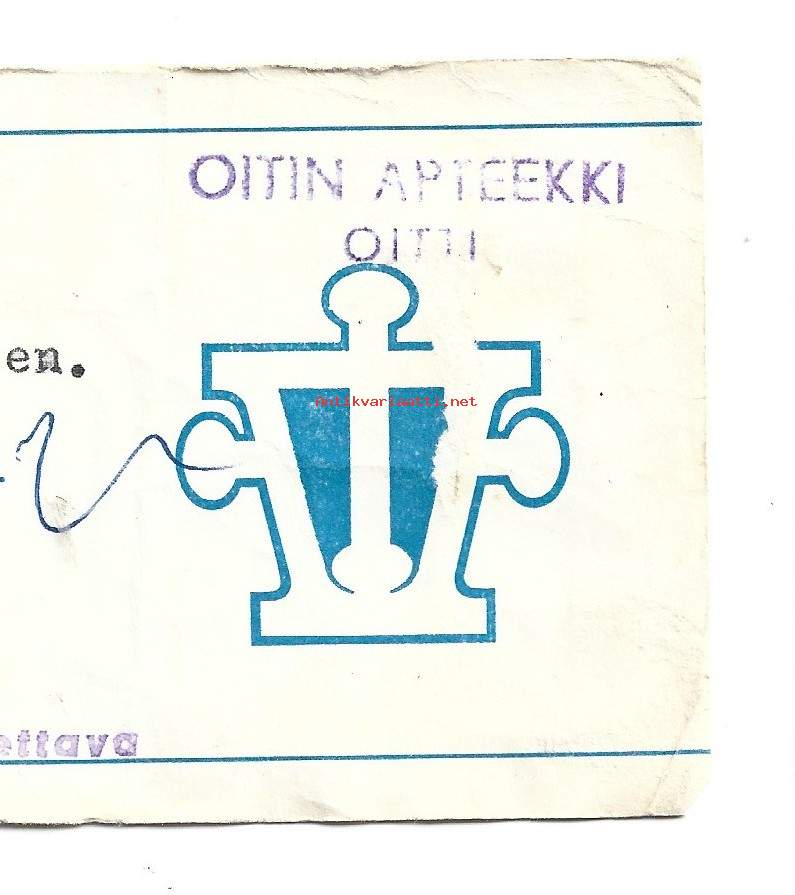 OITIN APTEEKKI
OITTI
en.
Antikvariaatti.net
ettava